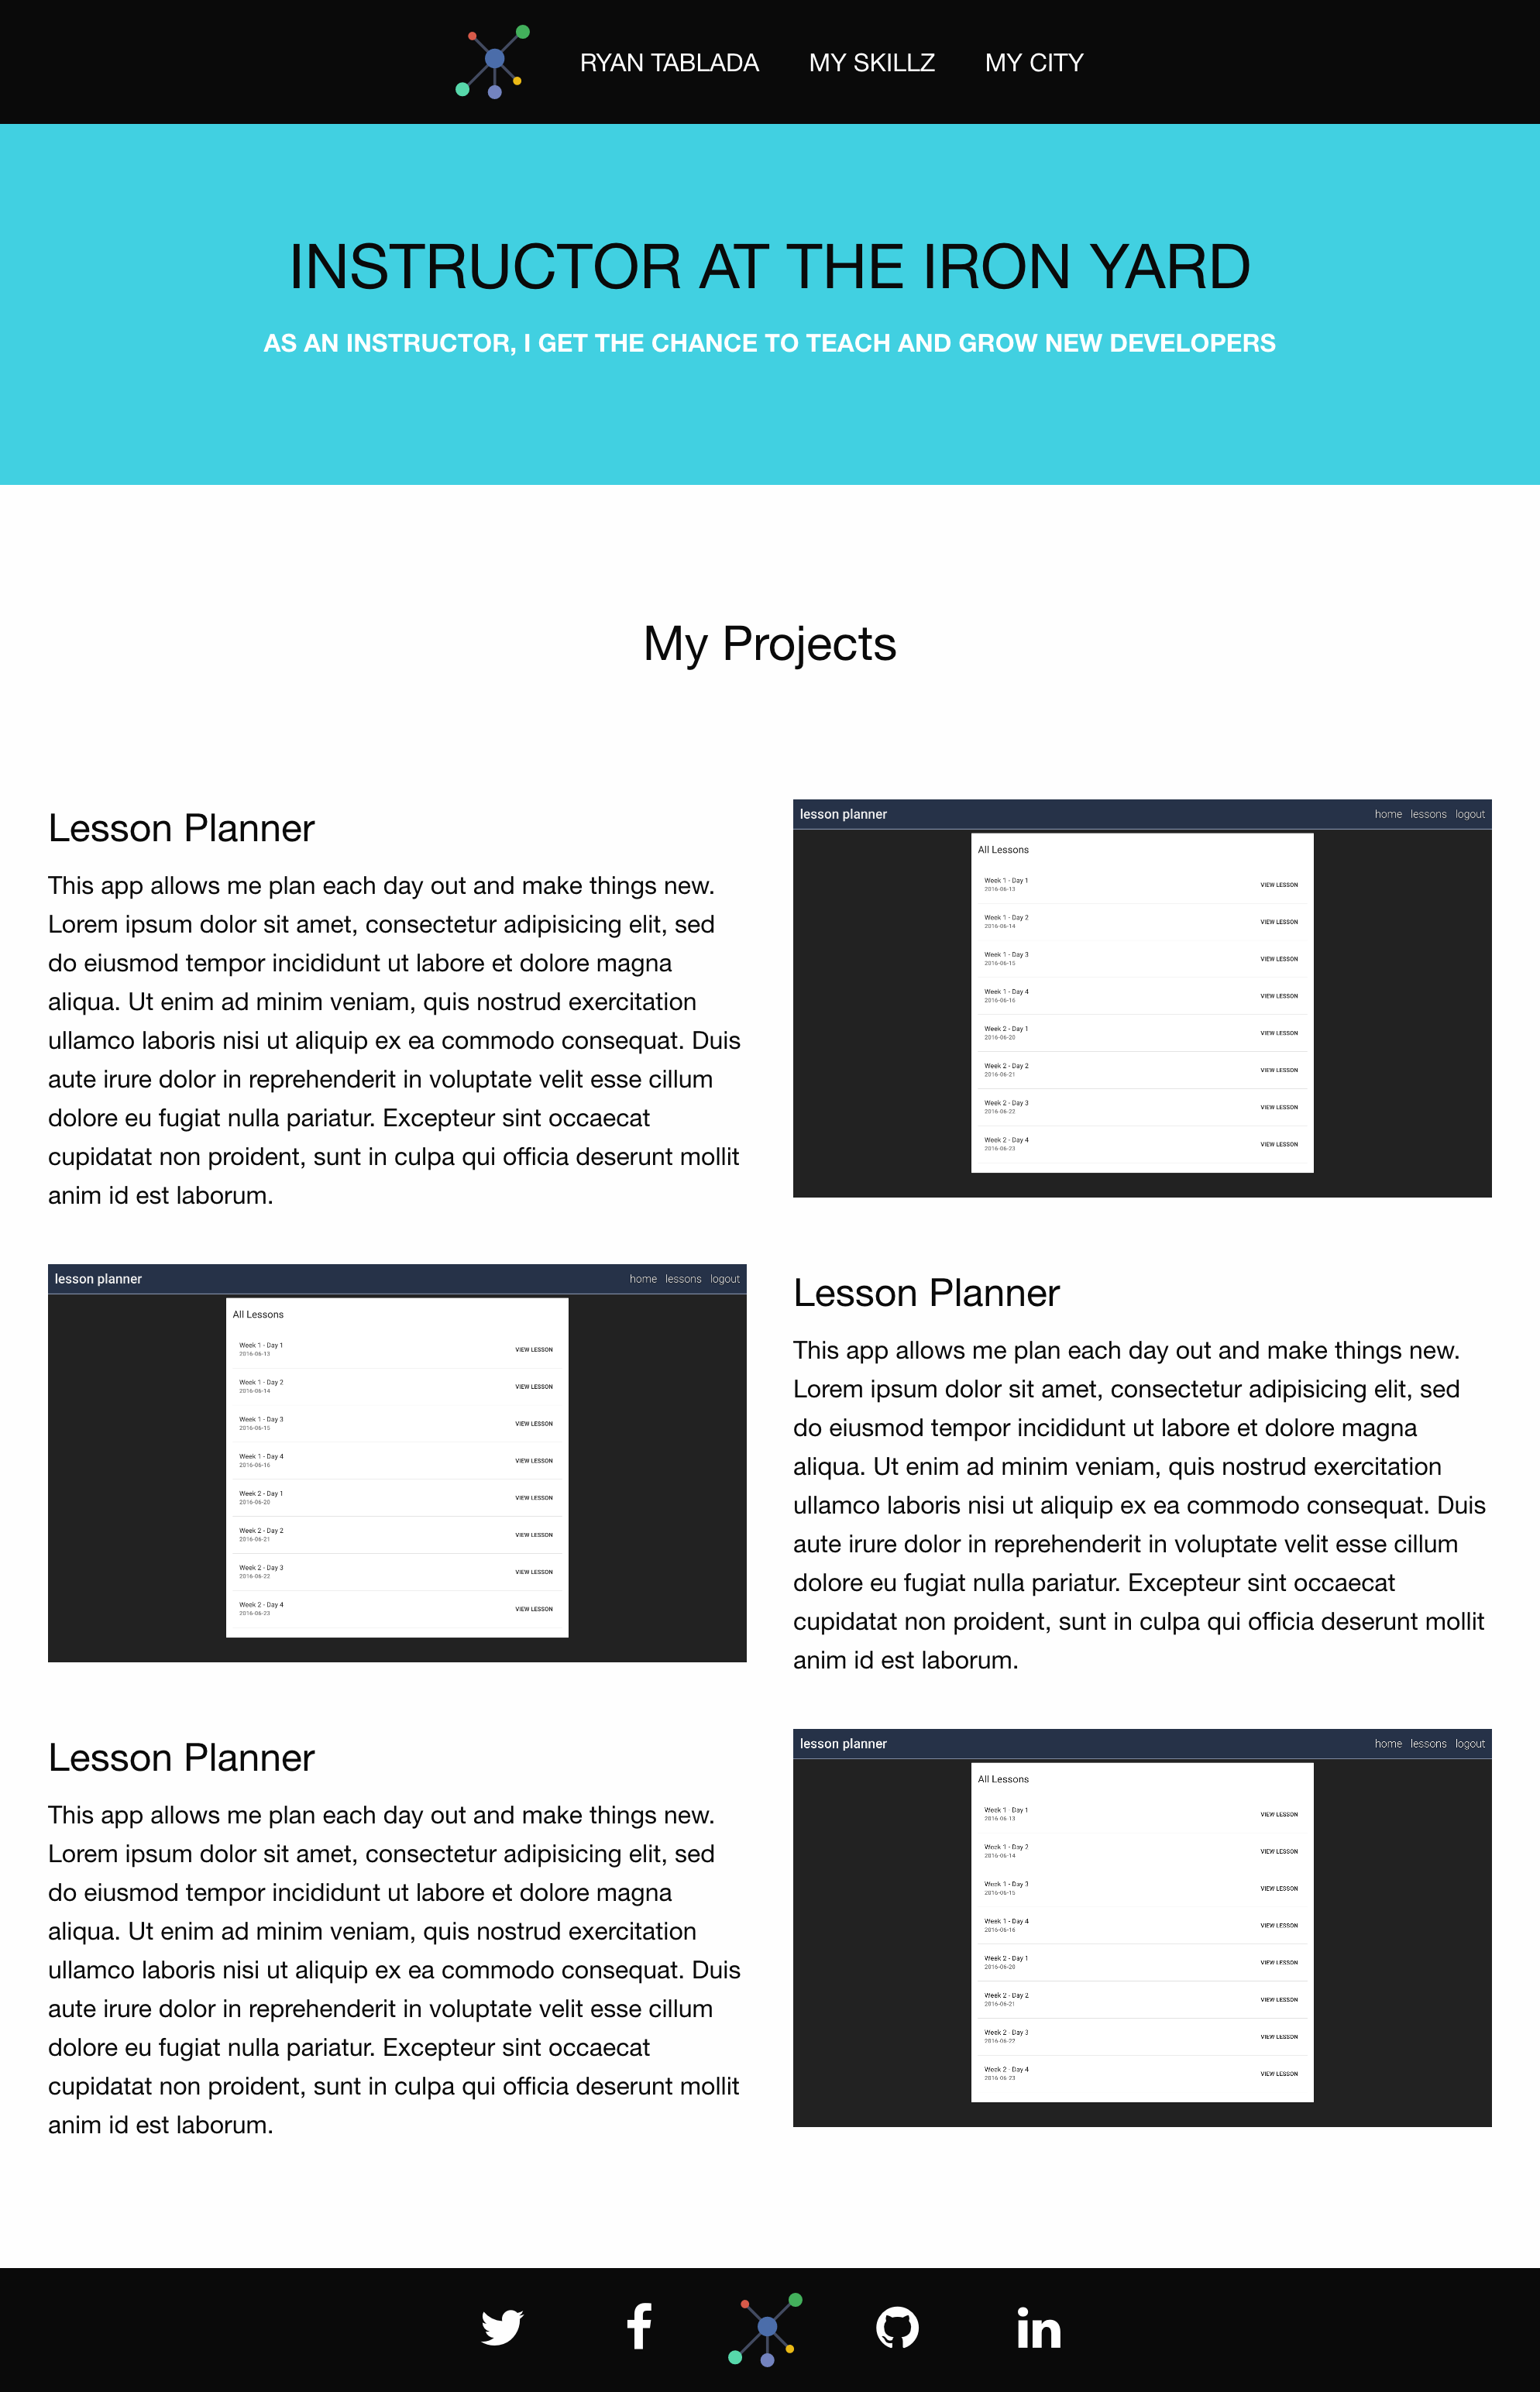 RYAN TABLADA MY SKILLZ MY CITY
INSTRUCTOR AT THE IRON YARD
AS AN INSTRUCTOR, I GET THE CHANCE TO TEACH AND GROW NEW DEVELOPERS
My Projects
Lesson Planner
This app allows me plan each day out and make things new.
Lorem ipsum dolor sit amet, consectetur adipisicing elit, sed
do eiusmod tempor incididunt ut labore et dolore magna
aliqua. Ut enim ad minim veniam, quis nostrud exercitation
ullamco laboris nisi ut aliquip ex ea commodo consequat. Duis
aute irure dolor in reprehenderit in voluptate velit esse cillum
dolore eu fugiat nulla pariatur. Excepteur sint occaecat
cupidatat non proident, sunt in culpa qui officia deserunt mollit
anim id est laborum.
lesson planner home lessons logout
All Lessons
Week 1 - Day 1
2016-06-13
VIEW LESSON
Week 1 - Day 2
2016-06-14
VIEW LESSON
Week 1 - Day 3
2016-06-15
VIEW LESSON
Week 1 - Day 4
2016-06-16
VIEW LESSON
Week 2 - Day 1
2016-06-20
VIEW LESSON
Week 2 - Day 2
2016-06-21
VIEW LESSON
Week 2 - Day 3
2016-06-22
VIEW LESSON
Week 2 - Day 4
2016-06-23
VIEW LESSON
lesson planner home lessons logout
All Lessons
Week 1 - Day 1
2016-06-13
VIEW LESSON
Week 1 - Day 2
2016-06-14
VIEW LESSON
Week 1 - Day 3
2016-06-15
VIEW LESSON
Week 1 - Day 4
2016-06-16
VIEW LESSON
Week 2 - Day 1
2016-06-20
VIEW LESSON
Week 2 - Day 2
2016-06-21
VIEW LESSON
Week 2 - Day 3
2016-06-22
VIEW LESSON
Week 2 - Day 4
2016-06-23
VIEW LESSON
Lesson Planner
This app allows me plan each day out and make things new.
Lorem ipsum dolor sit amet, consectetur adipisicing elit, sed
do eiusmod tempor incididunt ut labore et dolore magna
aliqua. Ut enim ad minim veniam, quis nostrud exercitation
ullamco laboris nisi ut aliquip ex ea commodo consequat. Duis
aute irure dolor in reprehenderit in voluptate velit esse cillum
dolore eu fugiat nulla pariatur. Excepteur sint occaecat
cupidatat non proident, sunt in culpa qui officia deserunt mollit
anim id est laborum.
Lesson Planner
This app allows me plan each day out and make things new.
Lorem ipsum dolor sit amet, consectetur adipisicing elit, sed
do eiusmod tempor incididunt ut labore et dolore magna
aliqua. Ut enim ad minim veniam, quis nostrud exercitation
ullamco laboris nisi ut aliquip ex ea commodo consequat. Duis
aute irure dolor in reprehenderit in voluptate velit esse cillum
dolore eu fugiat nulla pariatur. Excepteur sint occaecat
cupidatat non proident, sunt in culpa qui officia deserunt mollit
anim id est laborum.
lesson planner home lessons logout
All Lessons
Week 1 - Day 1
2016-06-13
VIEW LESSON
Week 1 - Day 2
2016-06-14
VIEW LESSON
Week 1 - Day 3
2016-06-15
VIEW LESSON
Week 1 - Day 4
2016-06-16
VIEW LESSON
Week 2 - Day 1
2016-06-20
VIEW LESSON
Week 2 - Day 2
2016-06-21
VIEW LESSON
Week 2 - Day 3
2016-06-22
VIEW LESSON
Week 2 - Day 4
2016-06-23
VIEW LESSON